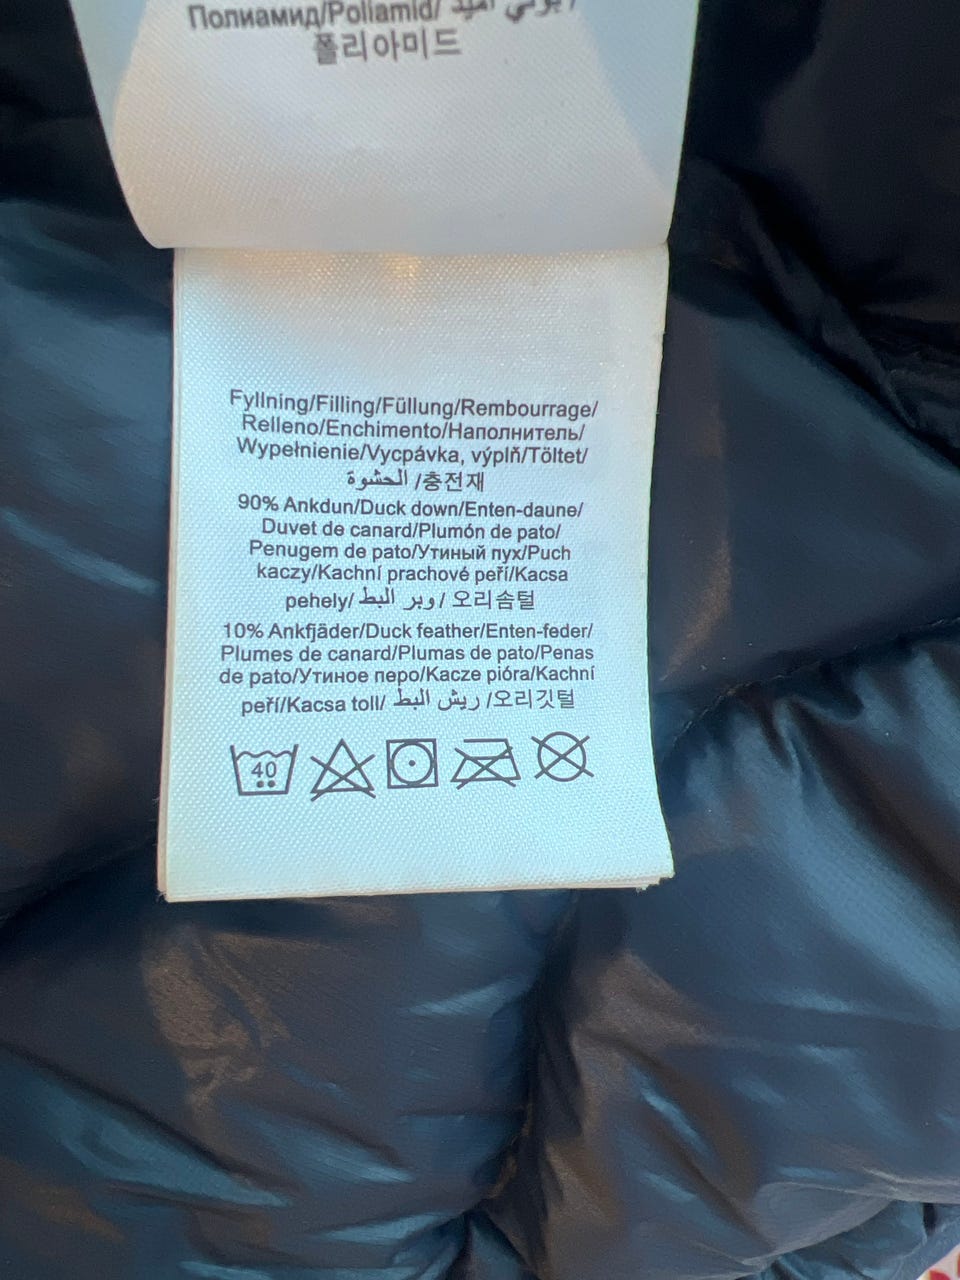 Полиамид/Poliamid/
폴리아미드
Fyllning/Filling/Füllung/Rembourrage/
Relleno/Enchimento/Наполнитель/
Wypełnienie/Vycpávka, výplň/Töltet/
الحشوة /충전재
90% Ankdun/Duck down/Enten-daune/
Duvet de canard/Plumón de pato/
Penugem de pato/Утиный пух/Puch
kaczy/Kachní prachové peří/Kacsa
pehely/ وبر البط / 오리솜털
10% Ankfjäder/Duck feather/Enten-feder/
Plumes de canard/Plumas de pato/Penas
de pato/Утиное перо/Kacze pióra/Kachní
peří/Kacsa toll/ ريش البط /오리깃털
40